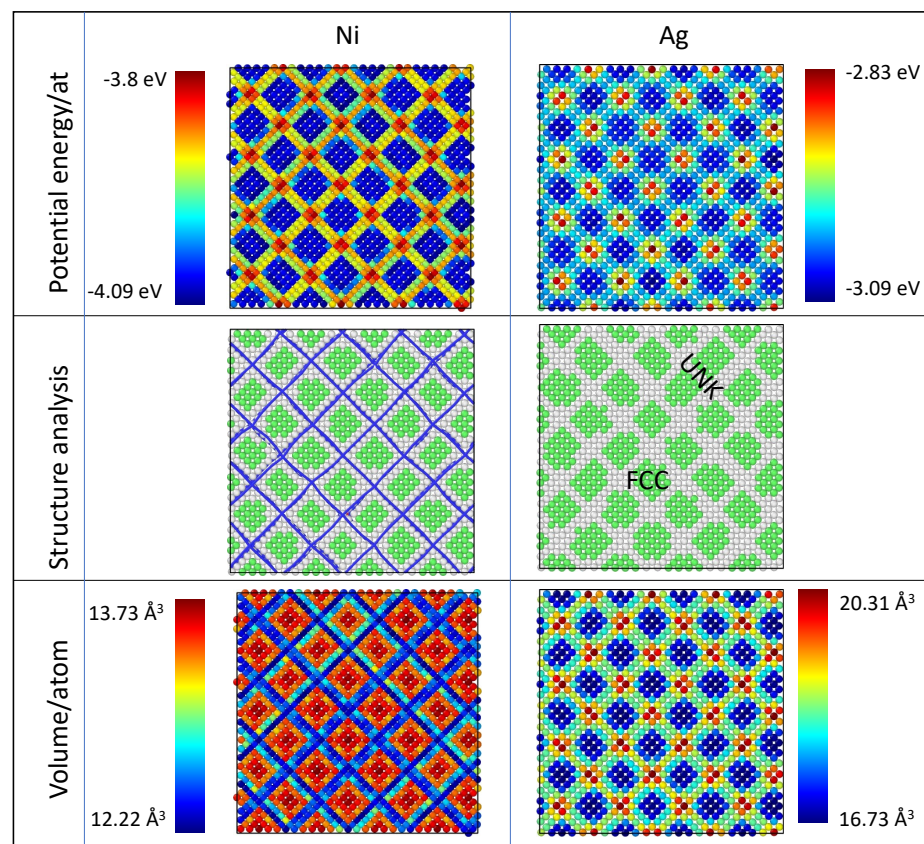 Ni
Ag
Potential energy/at
-3.8 eV
-4.09 eV
-2.83 eV
-3.09 eV
Structure analysis
UNK
FCC
Volume/atom
13.73 Å³
12.22 Å³
20.31 Å³
16.73 Å³